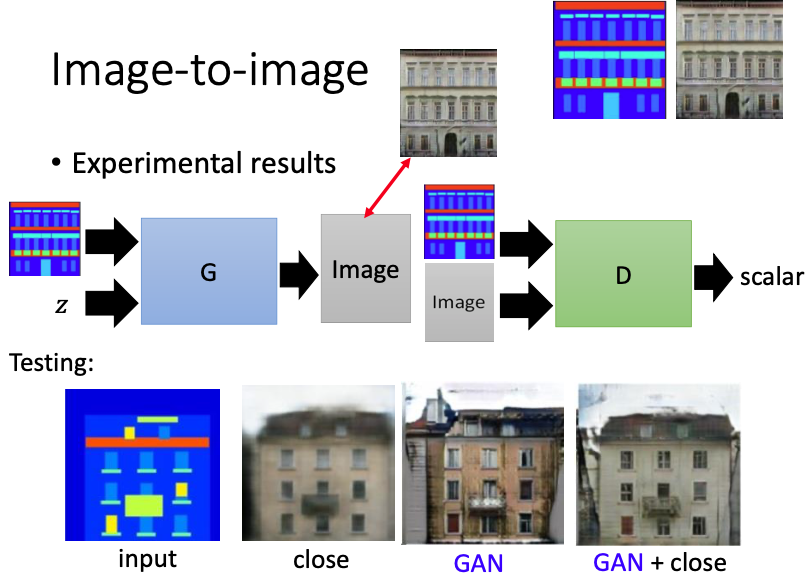 Image-to-image
• Experimental results
z
G
Image
Image
D
scalar
Testing:
input
close
GAN
GAN + close